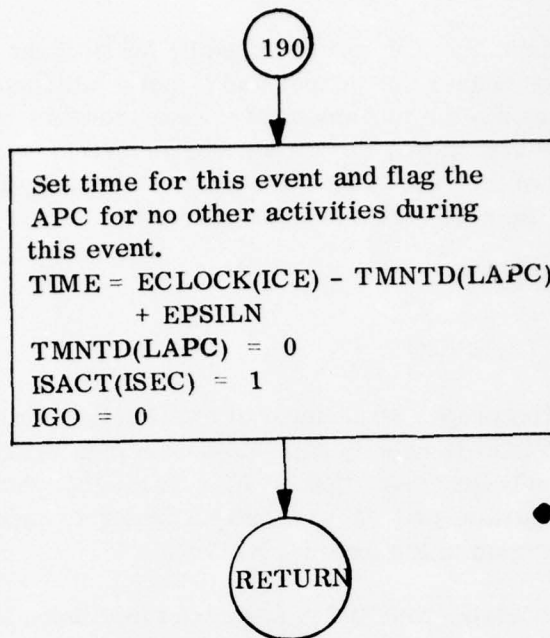 190
Set time for this event and flag the
APC for no other activities during
this event.
TIME = ECLOCK(ICE) - TMNTD(LAPC)
+ EPSILN
TMNTD(LAPC) = 0
ISACT(ISEC) = 1
IGO = 0
RETURN